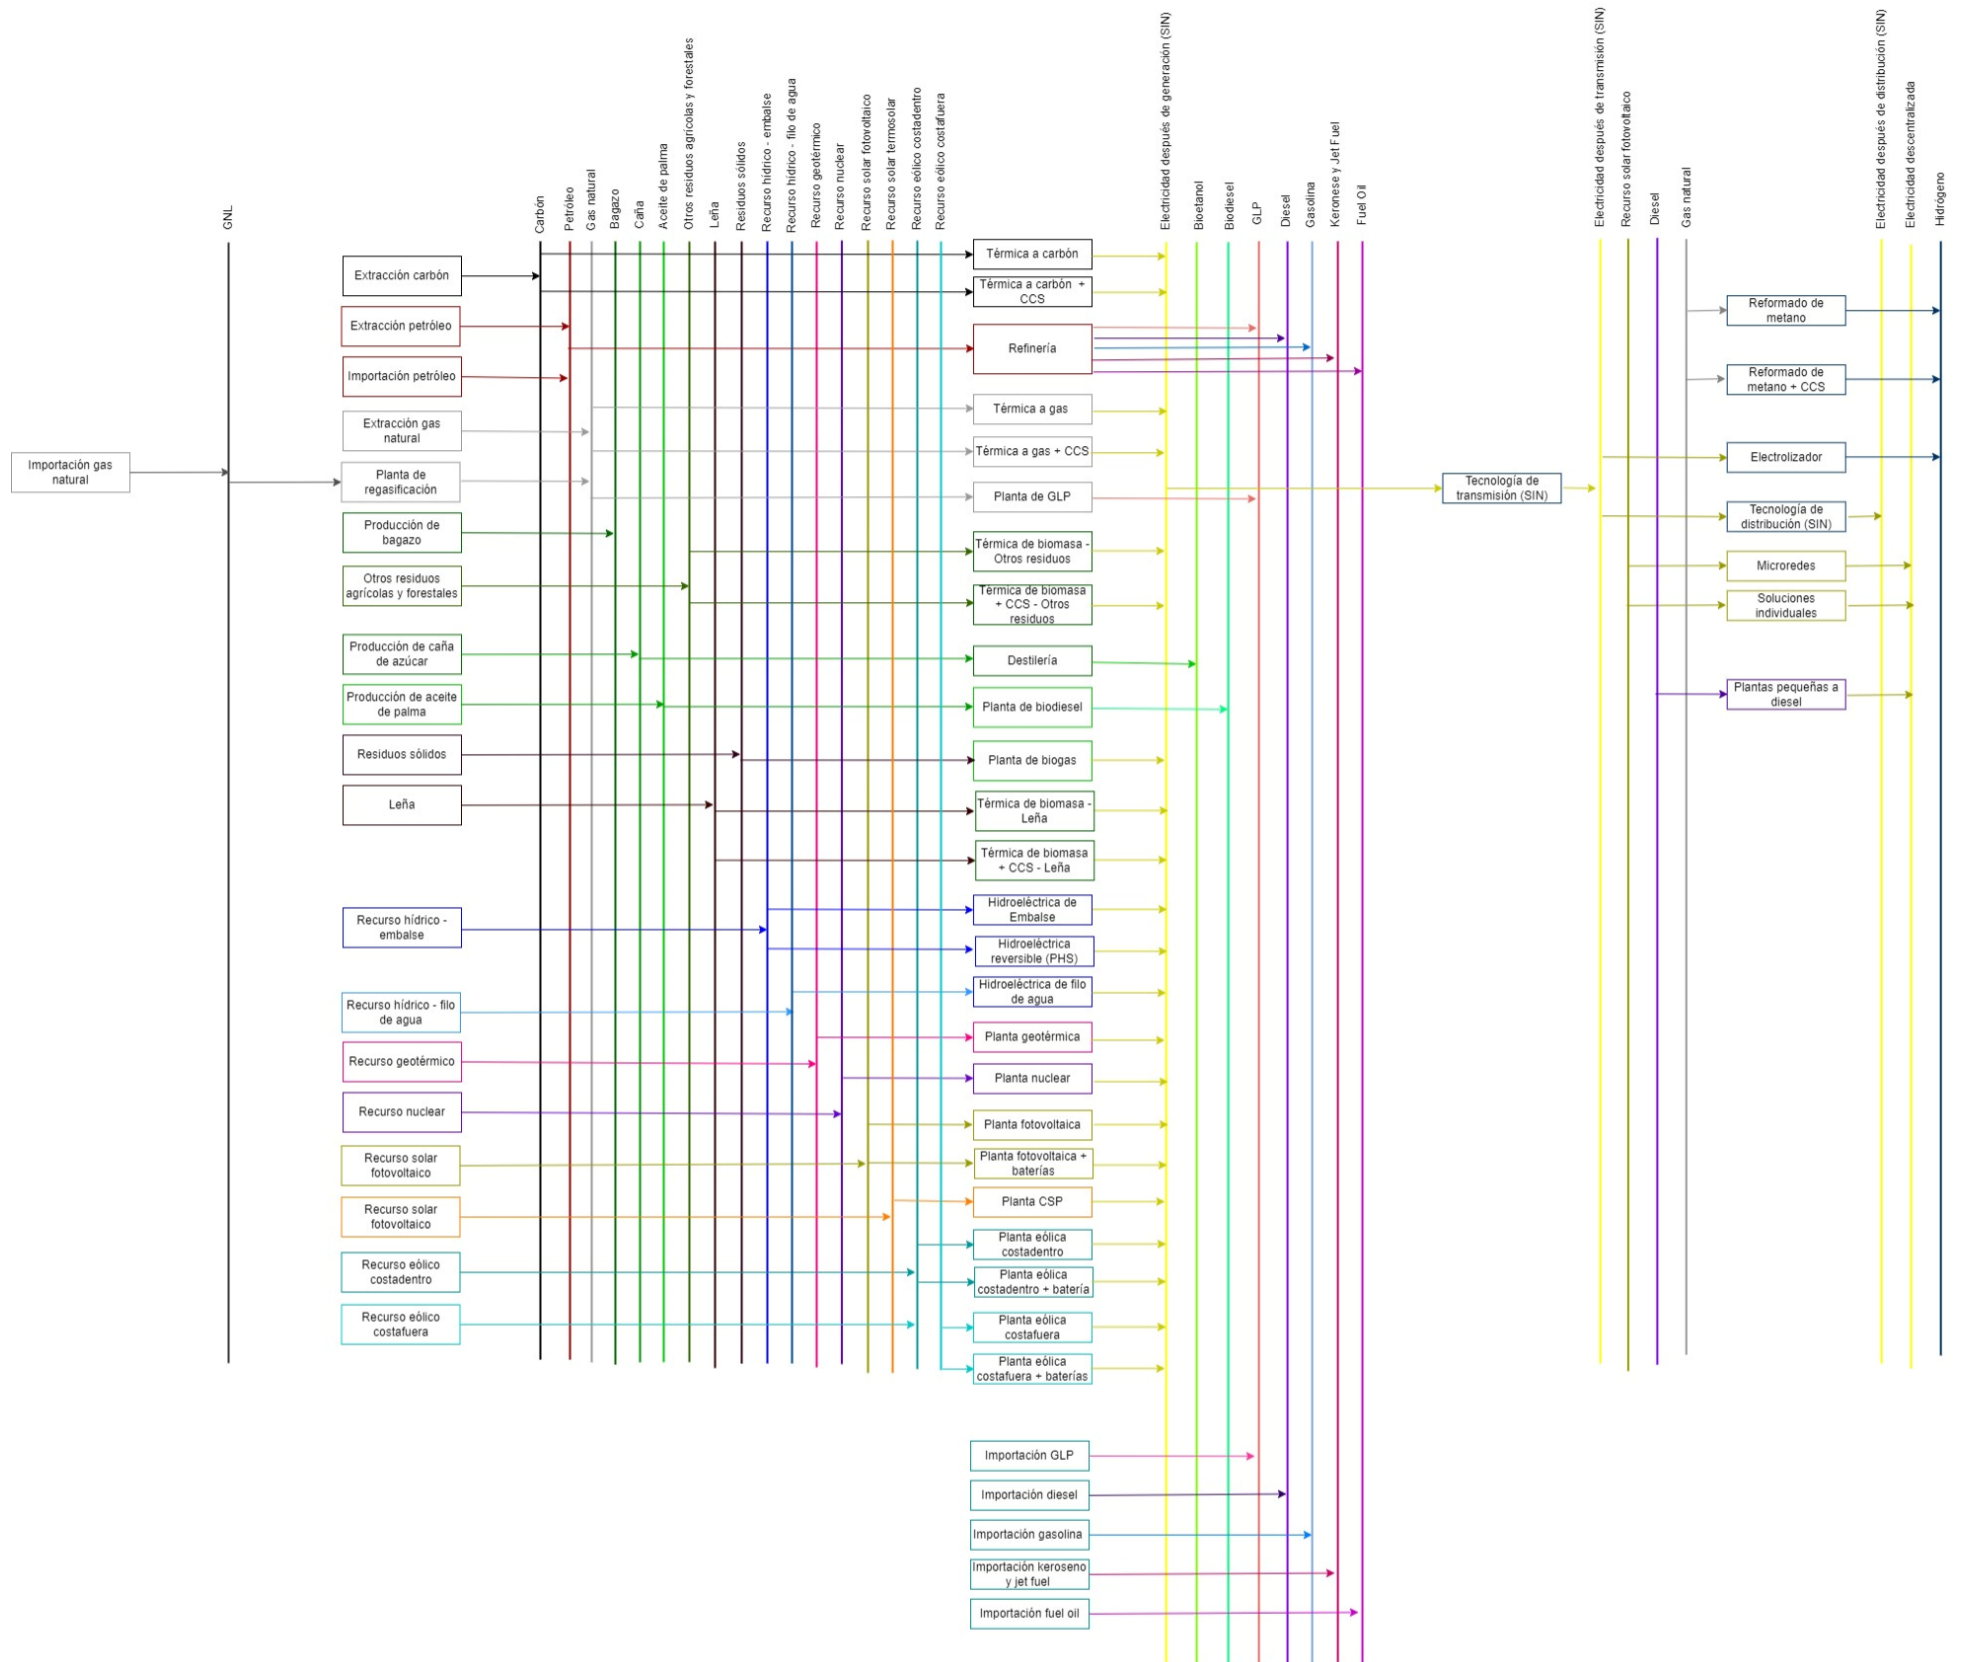 GNL
Carbón
Petróleo
Gas natural
Bagazo
Caña
Aceite de palma
Otros residuos agrícolas y forestales
Leña
Residuos sólidos
Recurso hídrico - embalse
Recurso hídrico - filo de agua
Recurso geotérmico
Recurso nuclear
Recurso solar fotovoltaico
Recurso solar termosolar
Recurso eólico costadentro
Recurso eólico costafuera
Electricidad después de generación (SIN)
Bioetanol
Biodiesel
GLP
Diesel
Gasolina
Keronese y Jet Fuel
Fuel Oil
Electricidad después de transmisión (SIN)
Recurso solar fotovoltaico
Diesel
Gas natural
Electricidad después de distribución (SIN)
Electricidad descentralizada
Hidrógeno
Importación gas
natural
Extracción carbón
Extracción petróleo
Importación petróleo
Extracción gas
natural
Planta de
regasificación
Producción de
bagazo
Otros residuos
agrícolas y forestales
Producción de caña
de azúcar
Producción de aceite
de palma
Residuos sólidos
Leña
Recurso hídrico -
embalse
Recurso hídrico - filo
de agua
Recurso geotérmico
Recurso nuclear
Recurso solar
fotovoltaico
Recurso solar
fotovoltaico
Recurso eólico
costadentro
Recurso eólico
costafuera
Térmica a carbón
Térmica a carbón +
CCS
Refinería
Térmica a gas
Térmica a gas + CCS
Planta de GLP
Térmica de biomasa -
Otros residuos
Térmica de biomasa
+ CCS - Otros
residuos
Destilería
Planta de biodiesel
Planta de biogas
Térmica de biomasa -
Leña
Térmica de biomasa
+ CCS - Leña
Hidroeléctrica de
Embalse
Hidroeléctrica
reversible (PHS)
Hidroeléctrica de filo
de agua
Planta geotérmica
Planta nuclear
Planta fotovoltaica
Planta fotovoltaica +
baterías
Planta CSP
Planta eólica
costadentro
Planta eólica
costadentro + batería
Planta eólica
costafuera
Planta eólica
costafuera + baterías
Importación GLP
Importación diesel
Importación gasolina
Importación keroseno
y jet fuel
Importación fuel oil
Tecnología de
transmisión (SIN)
Reformado de
metano
Reformado de
metano + CCS
Electrolizador
Tecnología de
distribución (SIN)
Microredes
Soluciones
individuales
Plantas pequeñas a
diesel